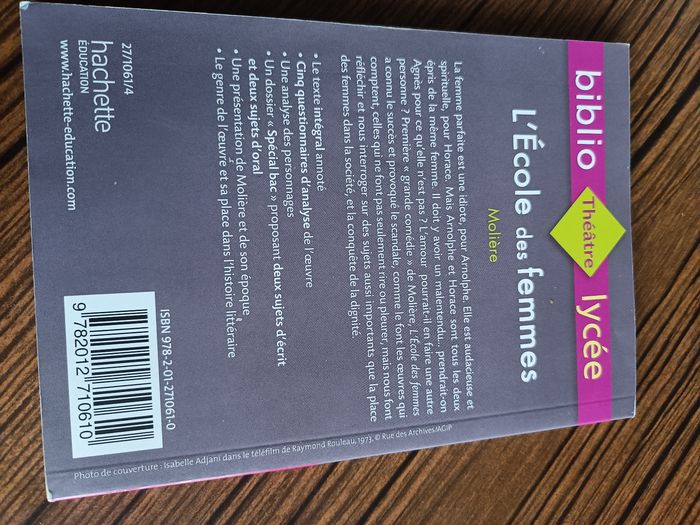 biblio Théâtre lycée
L'École des femmes
Molière
La femme parfaite est une idiote, pour Arnolphe. Elle est audacieuse et
spirituelle, pour Horace. Mais Arnolphe et Horace sont tous les deux
épris de la même femme. Il doit y avoir un malentendu... prendrait-on
Agnès pour ce qu'elle n'est pas ? L'amour pourrait-il en faire une autre
personne ? Première « grande comédie » de Molière, L'École des femmes
a connu le succès et provoqué le scandale, comme le font les œuvres qui
comptent, celles qui ne font pas seulement rire ou pleurer, mais nous font
réfléchir et nous interroger sur des sujets aussi importants que la place
des femmes dans la société et la conquête de la dignité.
• Le texte intégral annoté
• Cinq questionnaires d'analyse de l'œuvre
• Une analyse des personnages
• Un dossier « Spécial bac » proposant deux sujets d'écrit
et deux sujets d'oral
• Une présentation de Molière et de son époque
• Le genre de l'œuvre et sa place dans l'histoire littéraire
27/1061/4
hachette
ÉDUCATION
www.hachette-education.com
ISBN 978-2-01-271061-0
9 782012 710610
Photo de couverture : Isabelle Adjani dans le téléfilm de Raymond Rouleau, 1973, © Rue des Archives/AGIP